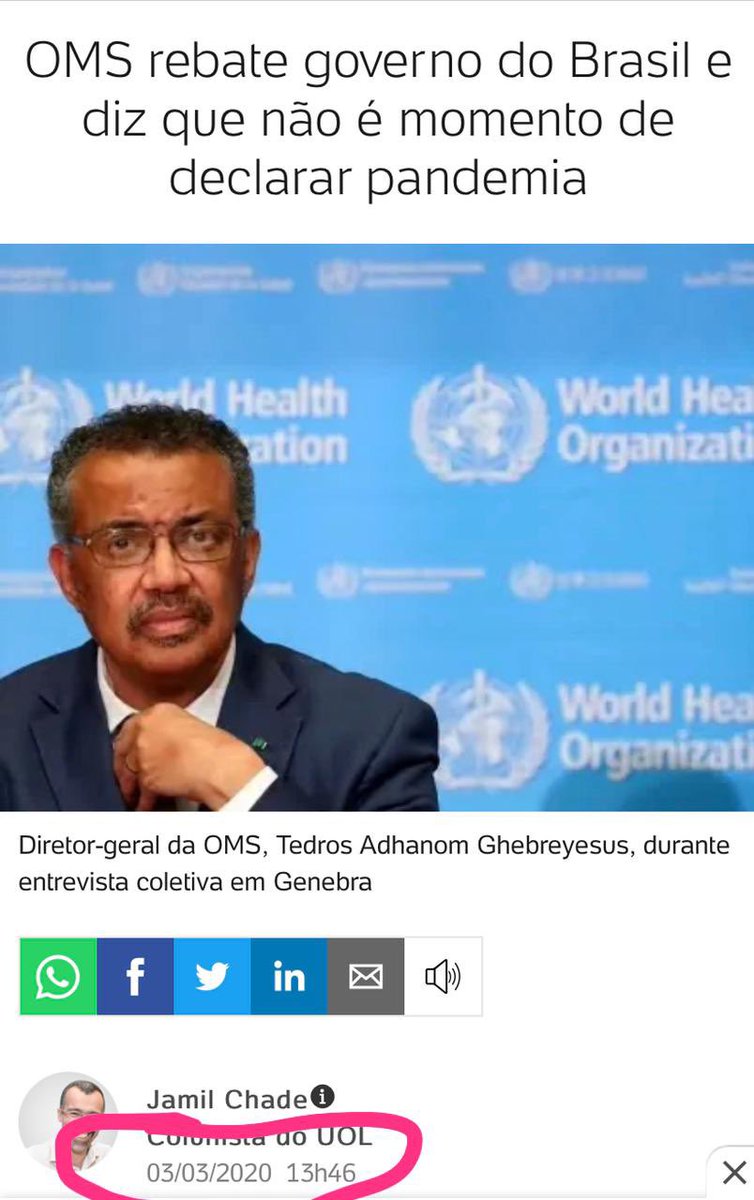 OMS rebate governo do Brasil e
diz que não é momento de
declarar pandemia
World Health
ation
World Hea
Organizati
World Hea
Organizati
Diretor-geral da OMS, Tedros Adhanom Ghebreyesus, durante
entrevista coletiva em Genebra
f
in
Jamil Chade i
Colunista do UOL
03/03/2020 13h46